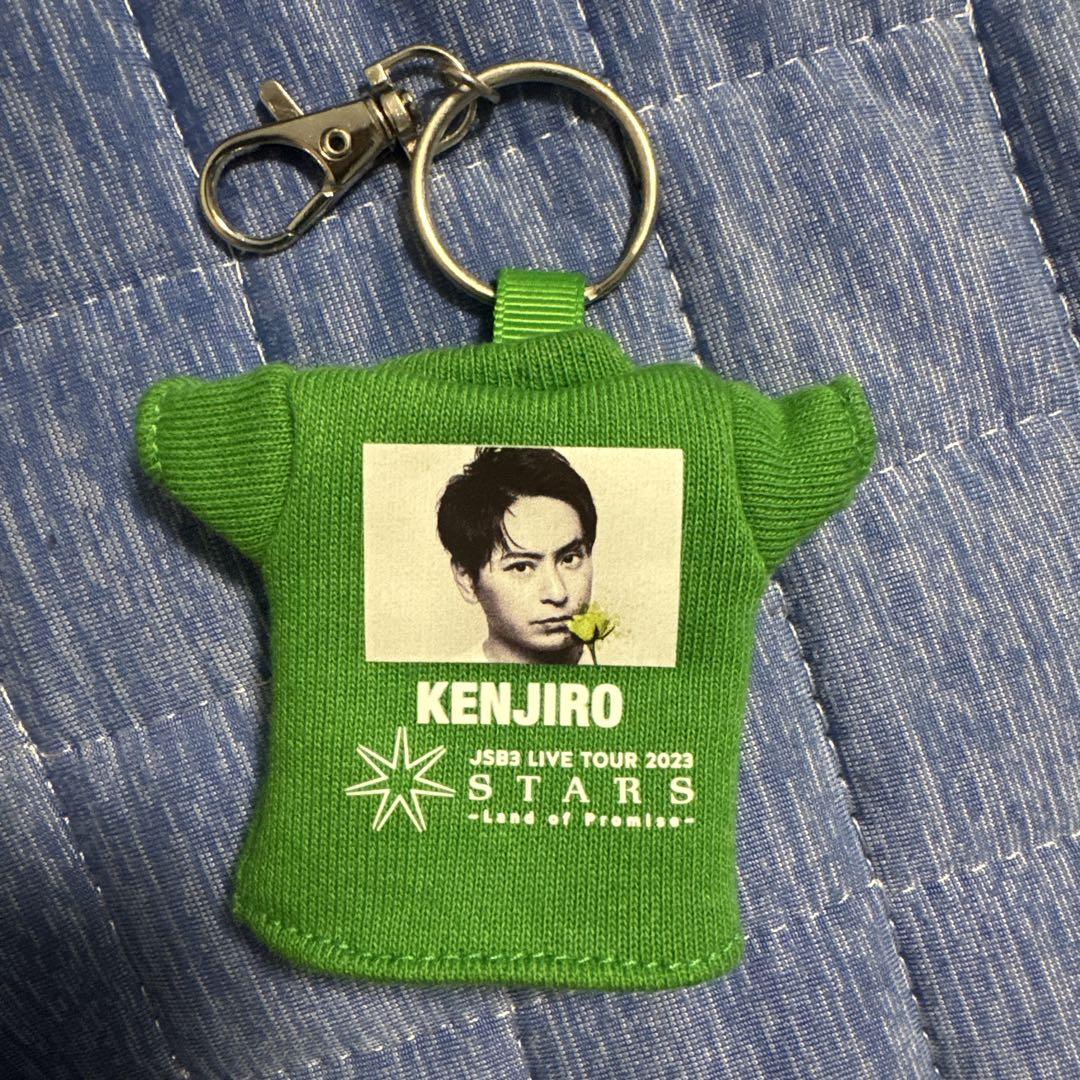 KENJIRO
JSB3 LIVE TOUR 2023
STARS
~Land of Promise~